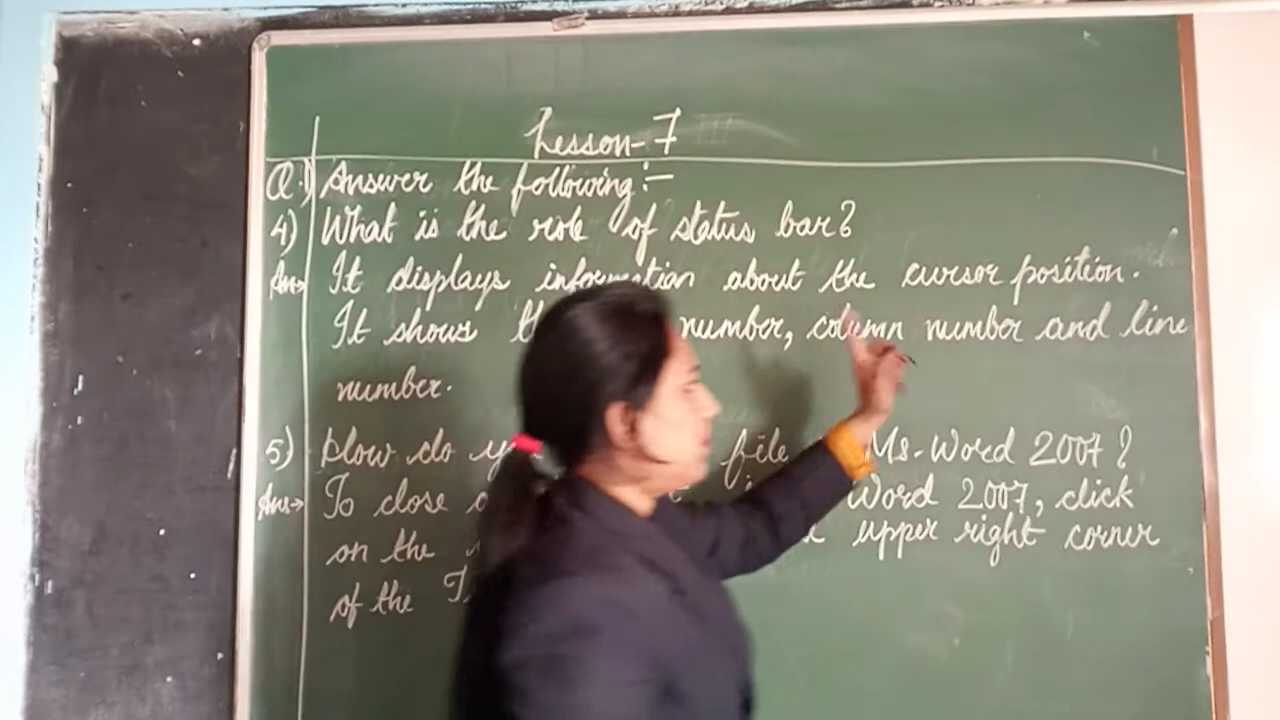 Lesson-7
Q.1) Answer the following:-
4) What is the role of status bar?
Ans→ It displays information about the cursor position.
It shows number, column number and line
number.
5) How do file Ms-Word 2007?
Ans→ To close Word 2007, click
on the upper right corner
of the